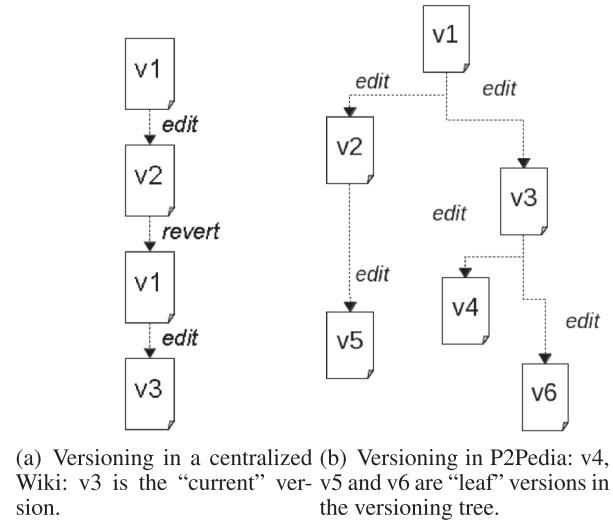 v1
edit
v2
revert
v1
edit
v3
v1
edit
edit
v2
v3
edit
edit
v4
v5
edit
v6
(a) Versioning in a centralized
Wiki: v3 is the “current” ver-
sion.
(b) Versioning in P2Pedia: v4,
v5 and v6 are “leaf” versions in
the versioning tree.